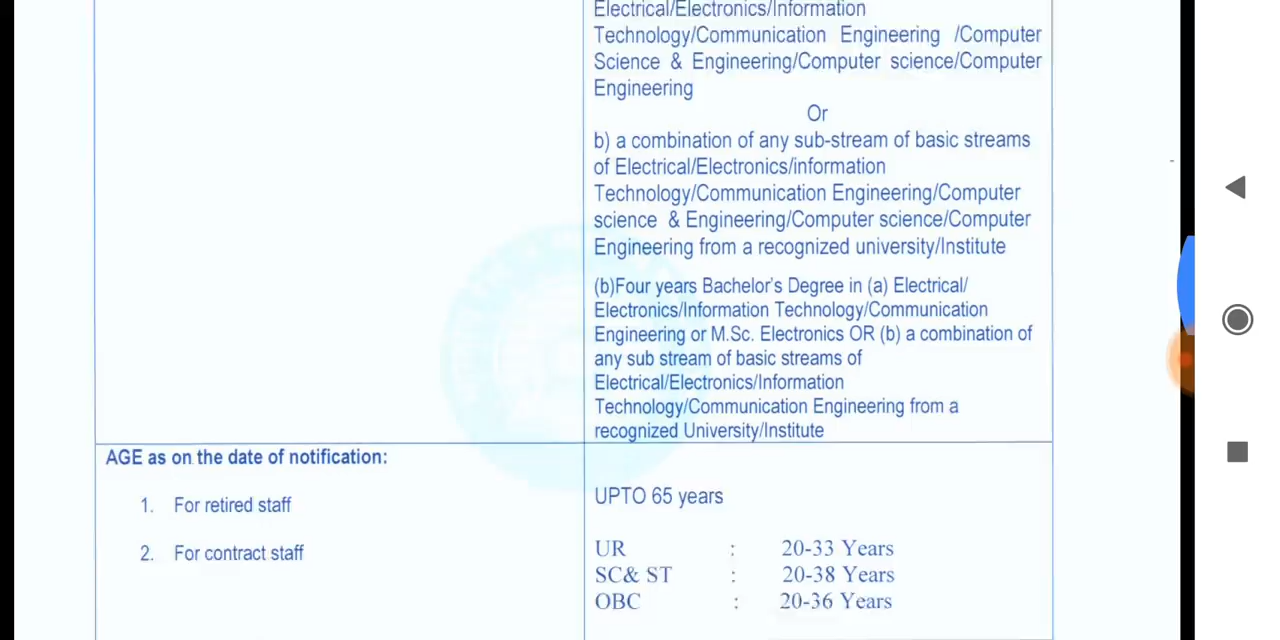 Electrical/Electronics/Information
Technology/Communication Engineering /Computer
Science & Engineering/Computer science/Computer
Engineering
Or
b) a combination of any sub-stream of basic streams
of Electrical/Electronics/information
Technology/Communication Engineering/Computer
science & Engineering/Computer science/Computer
Engineering from a recognized university/Institute
(b)Four years Bachelor's Degree in (a) Electrical/
Electronics/Information Technology/Communication
Engineering or M.Sc. Electronics OR (b) a combination of
any sub stream of basic streams of
Electrical/Electronics/Information
Technology/Communication Engineering from a
recognized University/Institute
AGE as on the date of notification:
1. For retired staff
UPTO 65 years
2. For contract staff
UR : 20-33 Years
SC& ST : 20-38 Years
OBC : 20-36 Years